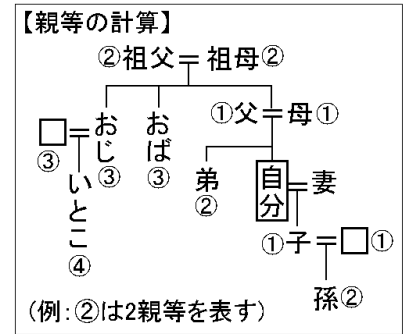 【親等の計算】
②祖父＝祖母②
①父＝母①
□＝おじ③
③
おば③
いとこ④
弟②
自分＝妻
①子＝□①
孫②
(例：②は2親等を表す)